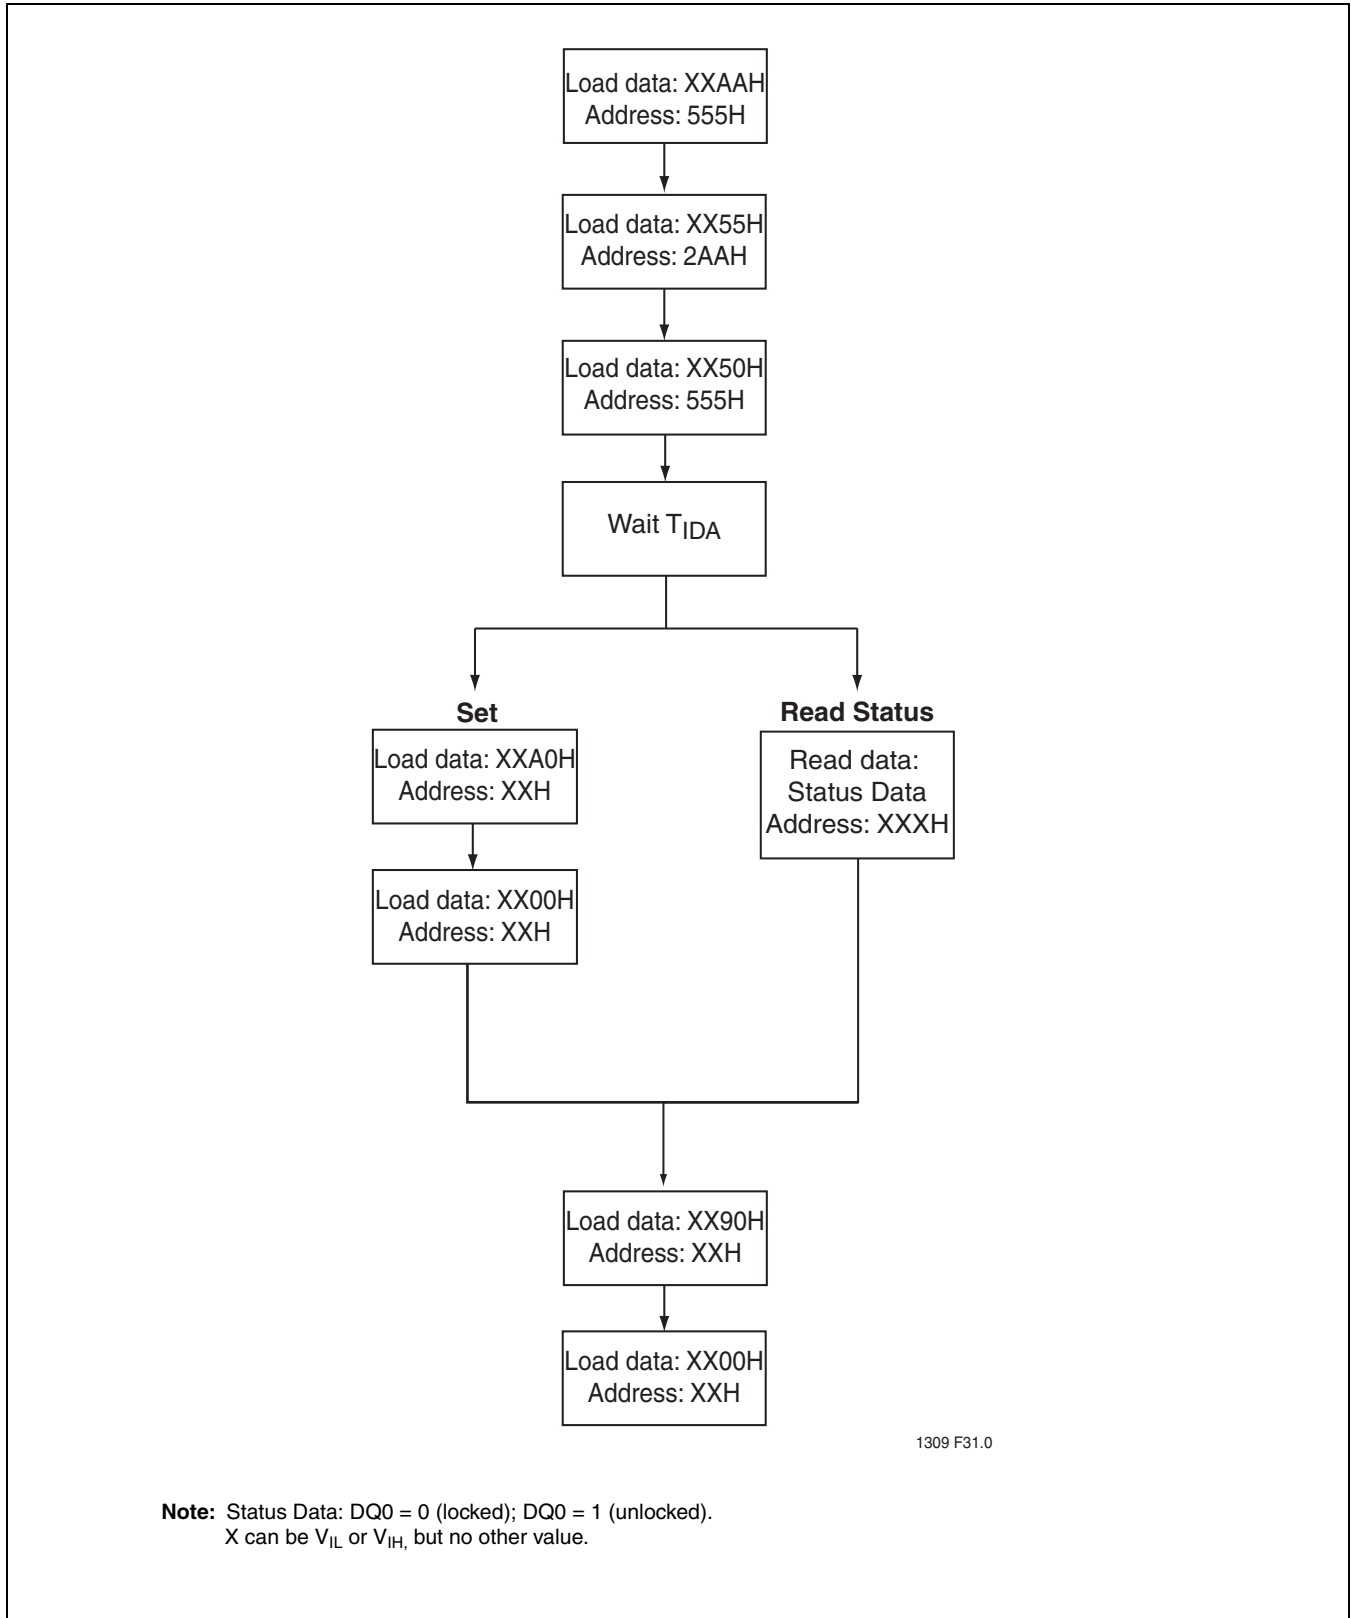 Load data: XXAAH
Address: 555H
Load data: XX55H
Address: 2AAH
Load data: XX50H
Address: 555H
Wait TIDA
Set
Load data: XXA0H
Address: XXH
Load data: XX00H
Address: XXH
Read Status
Read data:
Status Data
Address: XXXH
Load data: XX90H
Address: XXH
Load data: XX00H
Address: XXH
1309 F31.0
Note: Status Data: DQ0 = 0 (locked); DQ0 = 1 (unlocked).
X can be VIL or VIH, but no other value.